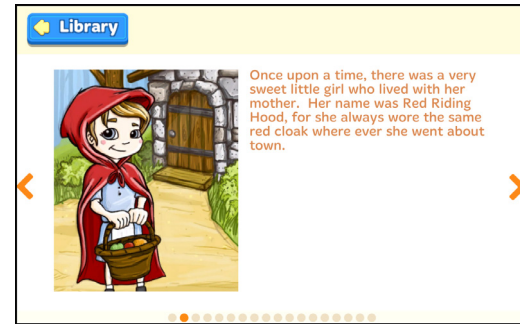 Library
Once upon a time, there was a very
sweet little girl who lived with her
mother.  Her name was Red Riding
Hood, for she always wore the same
red cloak where ever she went about
town.